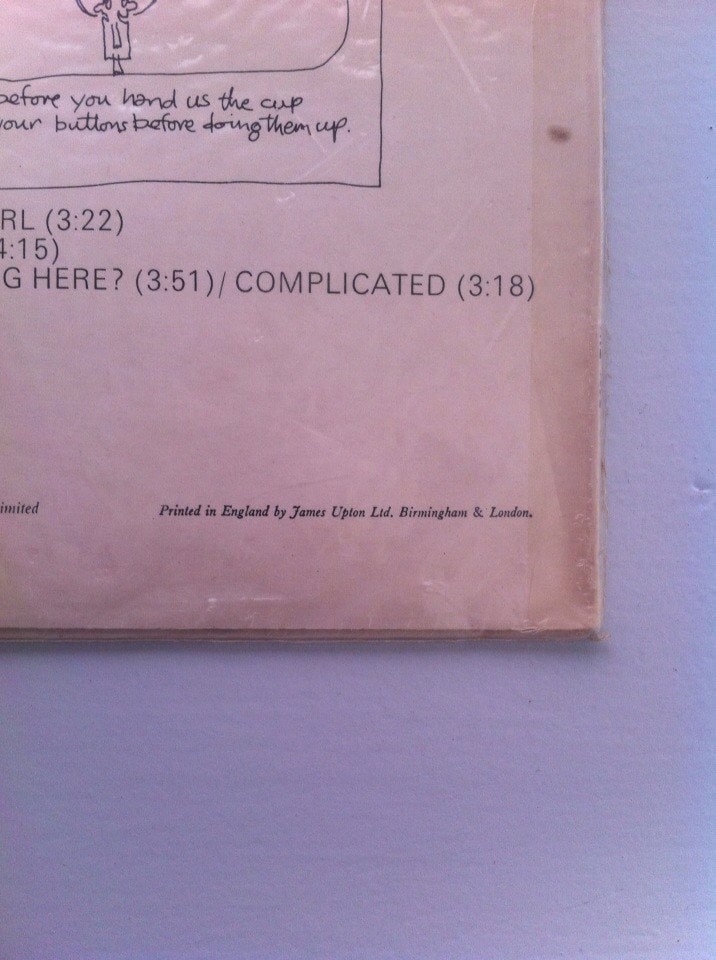 before you hand us the cup
your buttons before doing them up.
RL (3:22)
4:15)
G HERE? (3:51)/ COMPLICATED (3:18)
imited
Printed in England by James Upton Ltd. Birmingham & London.